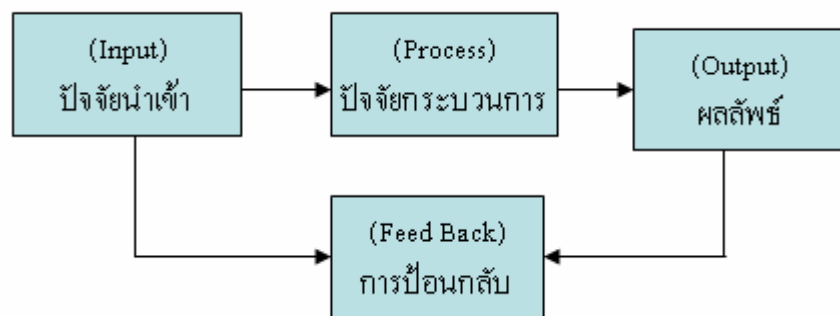 (Input)
ปัจจัยนำเข้า
(Process)
ปัจจัยกระบวนการ
(Output)
ผลลัพธ์
(Feed Back)
การป้อนกลับ